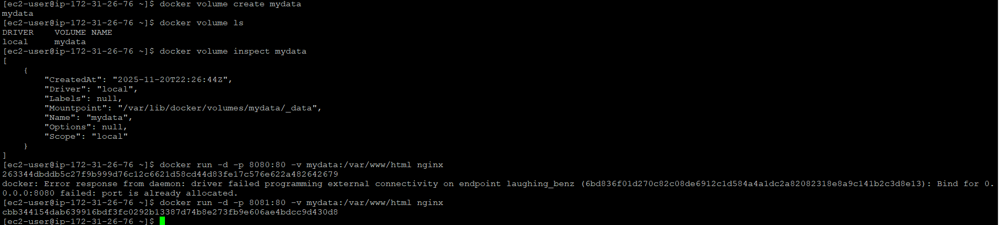 [ec2-user@ip-172-31-26-76 ~]$ docker volume create mydata
mydata
[ec2-user@ip-172-31-26-76 ~]$ docker volume ls
DRIVER    VOLUME NAME
local     mydata
[ec2-user@ip-172-31-26-76 ~]$ docker volume inspect mydata
[
    {
        "CreatedAt": "2025-11-20T22:26:44Z",
        "Driver": "local",
        "Labels": null,
        "Mountpoint": "/var/lib/docker/volumes/mydata/_data",
        "Name": "mydata",
        "Options": null,
        "Scope": "local"
    }
]
[ec2-user@ip-172-31-26-76 ~]$ docker run -d -p 8080:80 -v mydata:/var/www/html nginx
263344dbddb5c27f9b999d76c12c6621d58cd44d83fe17c576e622a482642679
docker: Error response from daemon: driver failed programming external connectivity on endpoint laughing_benz (6bd836f01d270c82c08de6912c1d584a4a1dc2a82082318e8a9c141b2c3d8e13): Bind for 0.
0.0.0:8080 failed: port is already allocated.
[ec2-user@ip-172-31-26-76 ~]$ docker run -d -p 8081:80 -v mydata:/var/www/html nginx
cbb344154dab639916bdf3fc0292b13387d74b8e273fb9e606ae4bdcc9d430d8
[ec2-user@ip-172-31-26-76 ~]$